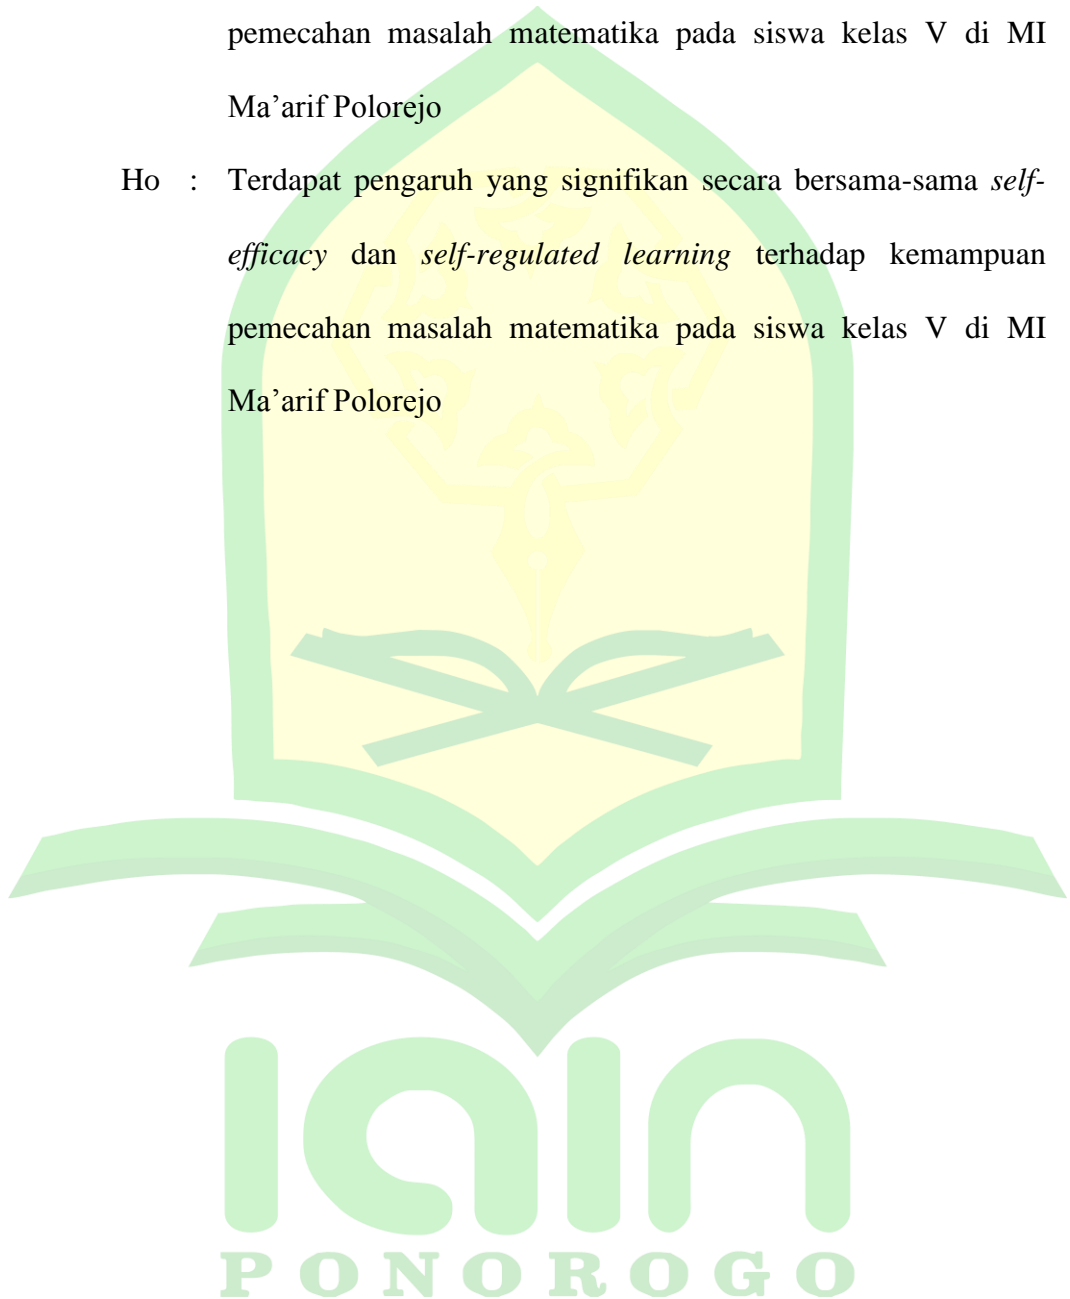 pemecahan masalah matematika pada siswa kelas V di MI
Ma’arif Polorejo
Ho : Terdapat pengaruh yang signifikan secara bersama-sama self-
efficacy dan self-regulated learning terhadap kemampuan
pemecahan masalah matematika pada siswa kelas V di MI
Ma’arif Polorejo
IAIN
PONOROGO